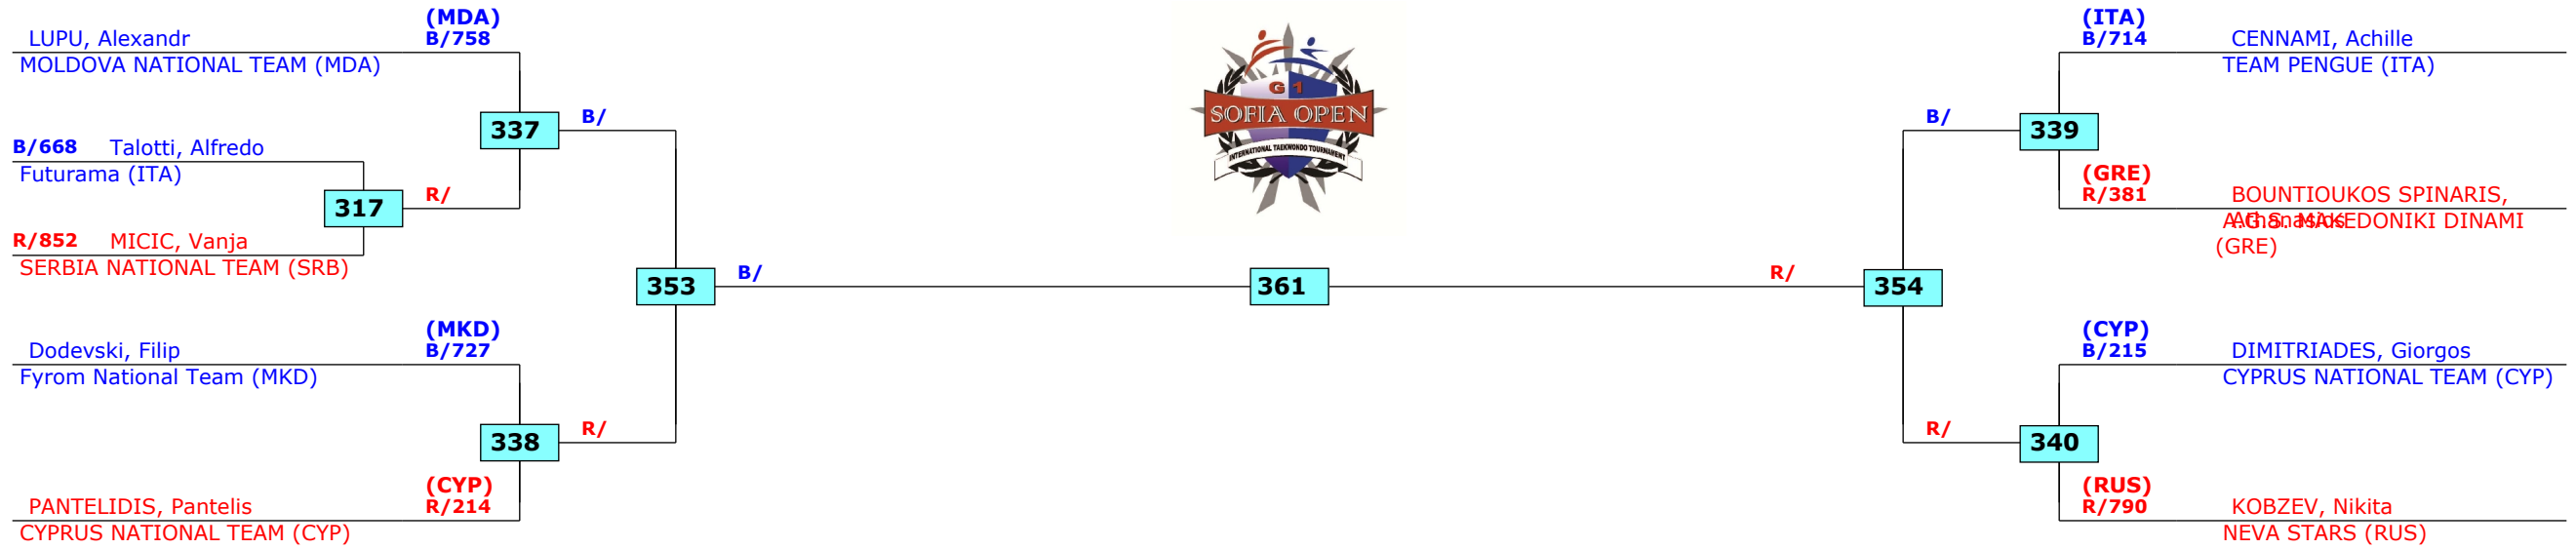 (MDA)
LUPU, Alexandr B/758
MOLDOVA NATIONAL TEAM (MDA)
337
B/
B/668 Talotti, Alfredo
Futurama (ITA)
317
R/
R/852 MICIC, Vanja
SERBIA NATIONAL TEAM (SRB)
353
B/
(MKD)
Dodevski, Filip B/727
Fyrom National Team (MKD)
338
R/
(CYP)
PANTELIDIS, Pantelis R/214
CYPRUS NATIONAL TEAM (CYP)
G 1
SOFIA OPEN
INTERNATIONAL TAEKWONDO TOURNAMENT
361
(ITA)
B/714 CENNAMI, Achille
TEAM PENGUE (ITA)
B/
339
(GRE)
R/381 BOUNTIOUKOS SPINARIS,
Athanasios
A.G.S. MAKEDONIKI DINAMI
(GRE)
R/
354
(CYP)
B/215 DIMITRIADES, Giorgos
CYPRUS NATIONAL TEAM (CYP)
R/
340
(RUS)
R/790 KOBZEV, Nikita
NEVA STARS (RUS)